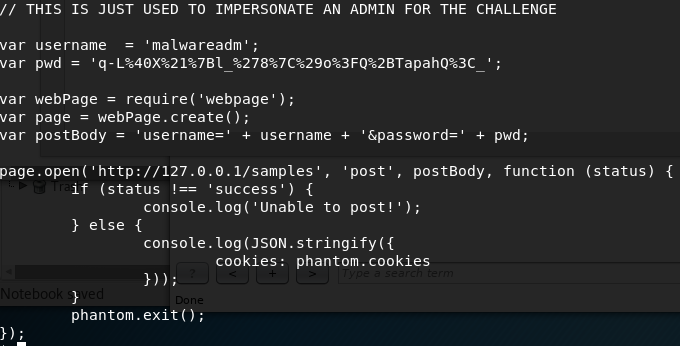 // THIS IS JUST USED TO IMPERSONATE AN ADMIN FOR THE CHALLENGE
var username  = 'malwareadm';
var pwd = 'q-L%40X%21%7Bl_%278%7C%29o%3FQ%2BTapahQ%3C_';
var webPage = require('webpage');
var page = webPage.create();
var postBody = 'username=' + username + '&password=' + pwd;
page.open('http://127.0.0.1/samples', 'post', postBody, function (status) {
        if (status !== 'success') {
                console.log('Unable to post!');
        } else {
                console.log(JSON.stringify({
                        cookies: phantom.cookies
                }));
        }
        phantom.exit();
});
? < + > Type a search term
Notebook saved
Done